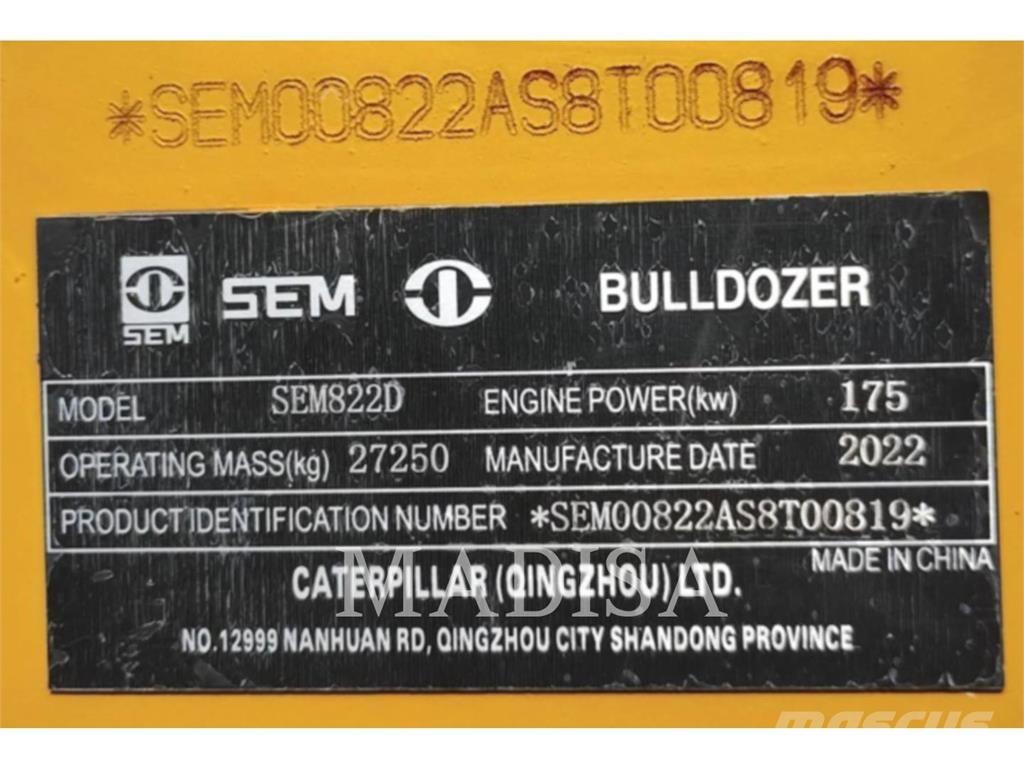 *SEM00822AS8T00819*
SEM SEM BULLDOZER
MODEL SEM822D ENGINE POWER(kw) 175
OPERATING MASS(kg) 27250 MANUFACTURE DATE 2022
PRODUCT IDENTIFICATION NUMBER *SEM00822AS8T00819*
MADE IN CHINA
CATERPILLAR (QINGZHOU) LTD.
MADISA
NO.12999 NANHUAN RD, QINGZHOU CITY SHANDONG PROVINCE
MASCUS